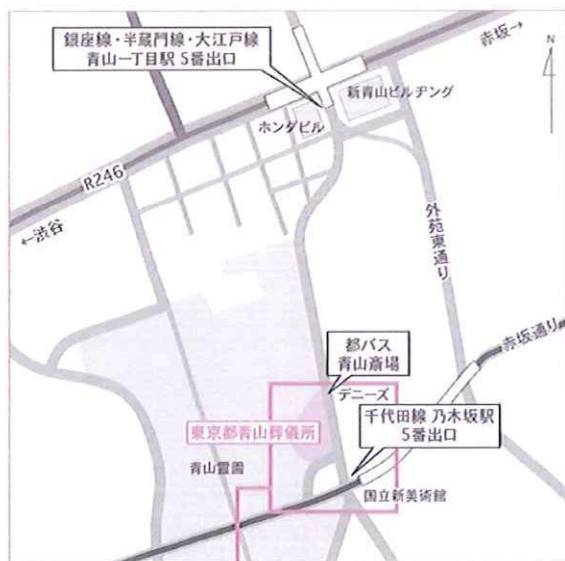 赤坂→
銀座線・半蔵門線・大江戸線
青山一丁目駅 5番出口
N
新青山ビルヂング
ホンダビル
R246
←渋谷
外苑東通り
赤坂通り
都バス
青山斎場
デニーズ
千代田線 乃木坂駅
5番出口
東京都青山葬儀所
青山霊園
国立新美術館